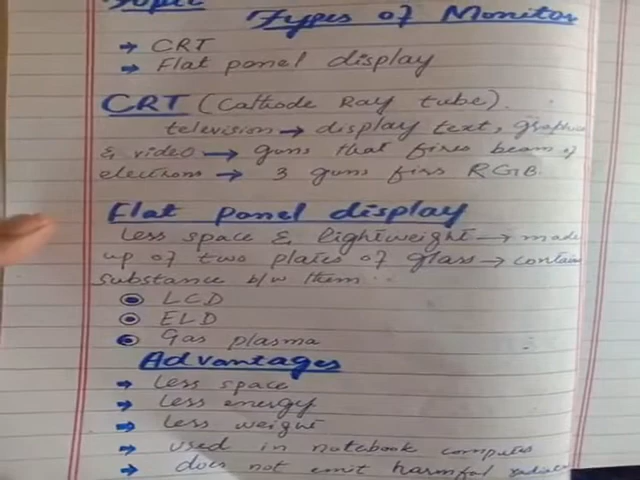 Topic
Types of Monitor
→ CRT
→ Flat panel display
CRT (Cathode Ray tube).
television → display text, graphics
& video → guns that fires beam of
electrons → 3 guns fires RGB.
Flat panel display
less space & lightweight → made
up of two plates of glass → contain
substance b/w them.
LCD
ELD
Gas plasma
Advantages
→ less space
→ less energy
→ less weight
→ used in notebook computer
→ does not emit harmful